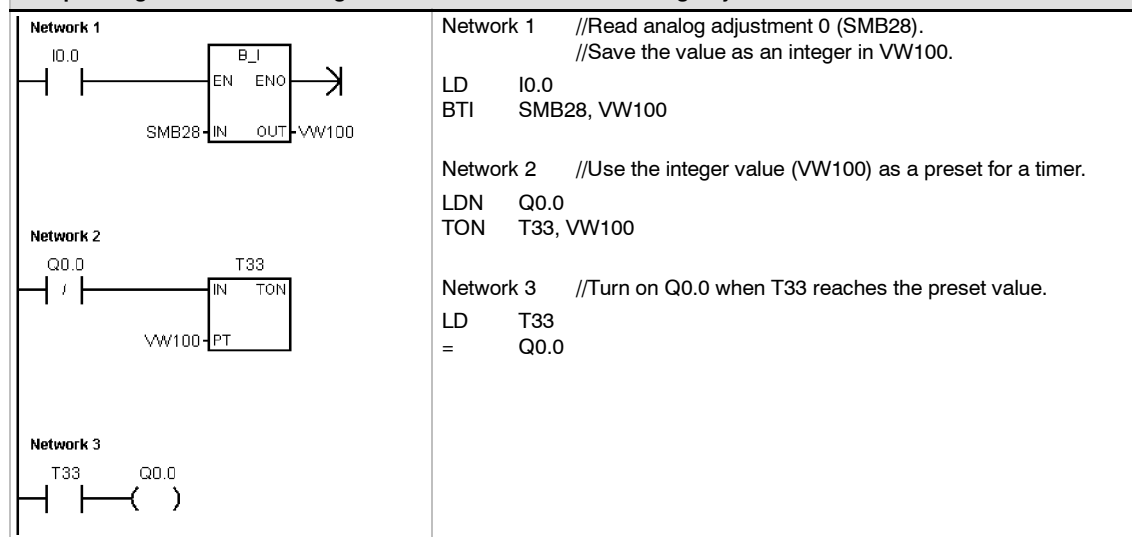 Network 1
I0.0
B_I
EN ENO
SMB28 IN OUT VW100
Network 2
Q0.0 T33
/
IN TON
VW100 PT
Network 3
T33 Q0.0
( )
Network 1 //Read analog adjustment 0 (SMB28).
//Save the value as an integer in VW100.
LD I0.0
BTI SMB28, VW100
Network 2 //Use the integer value (VW100) as a preset for a timer.
LDN Q0.0
TON T33, VW100
Network 3 //Turn on Q0.0 when T33 reaches the preset value.
LD T33
= Q0.0